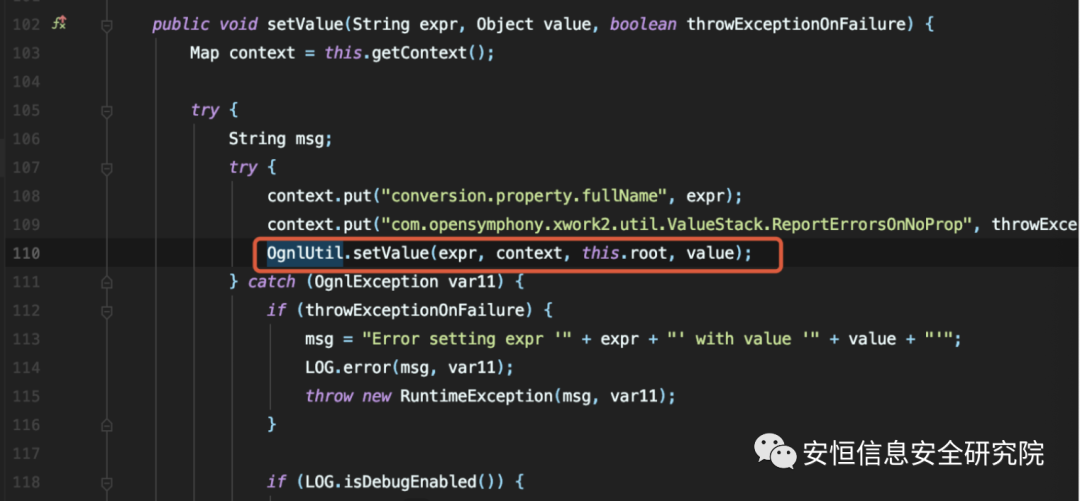 102 public void setValue(String expr, Object value, boolean throwExceptionOnFailure) {
103 Map context = this.getContext();
104
105 try {
106 String msg;
107 try {
108 context.put("conversion.property.fullName", expr);
109 context.put("com.opensymphony.xwork2.util.ValueStack.ReportErrorsOnNoProp", throwExce
110 OgnlUtil.setValue(expr, context, this.root, value);
111 } catch (OgnlException var11) {
112 if (throwExceptionOnFailure) {
113 msg = "Error setting expr '" + expr + "' with value '" + value + "'";
114 LOG.error(msg, var11);
115 throw new RuntimeException(msg, var11);
116 }
117
118 if (LOG.isDebugEnabled()) {
安恒信息安全研究院